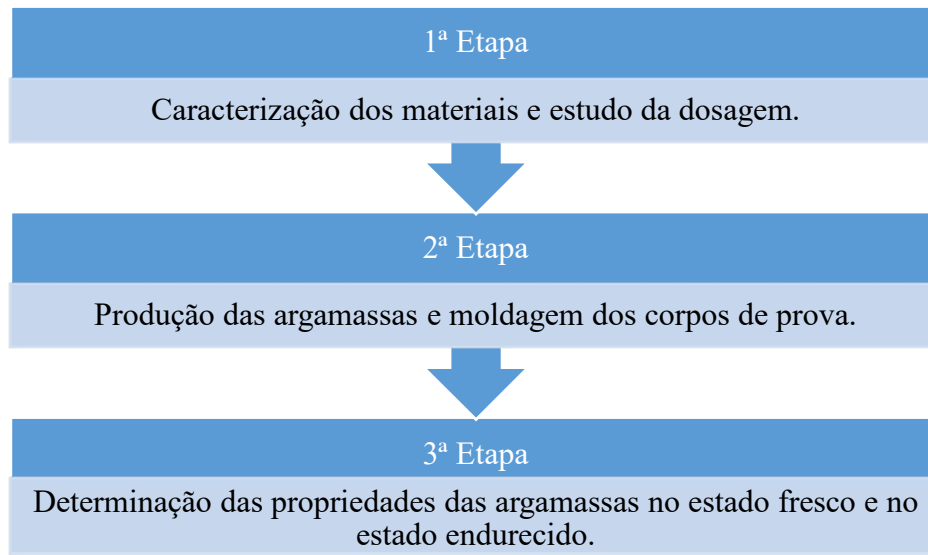 1ª Etapa
Caracterização dos materiais e estudo da dosagem.
2ª Etapa
Produção das argamassas e moldagem dos corpos de prova.
3ª Etapa
Determinação das propriedades das argamassas no estado fresco e no
estado endurecido.